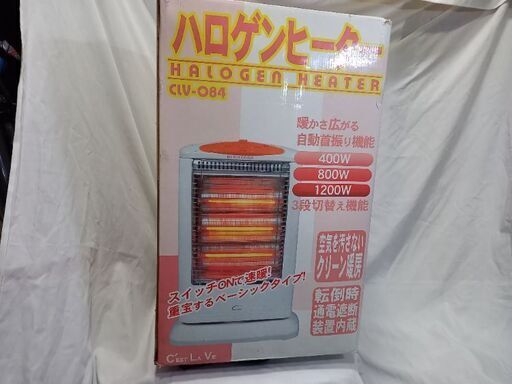 ハロゲンヒーター
HALOGEN HEATER
CLV-084
暖かさ広がる
自動首振り機能
400W
800W
1200W
3段切替え機能
空気を汚さない
クリーン暖房
スイッチONで速暖!
重宝するベーシックタイプ!
転倒時
通電遮断
装置内蔵
C'EST LA VE